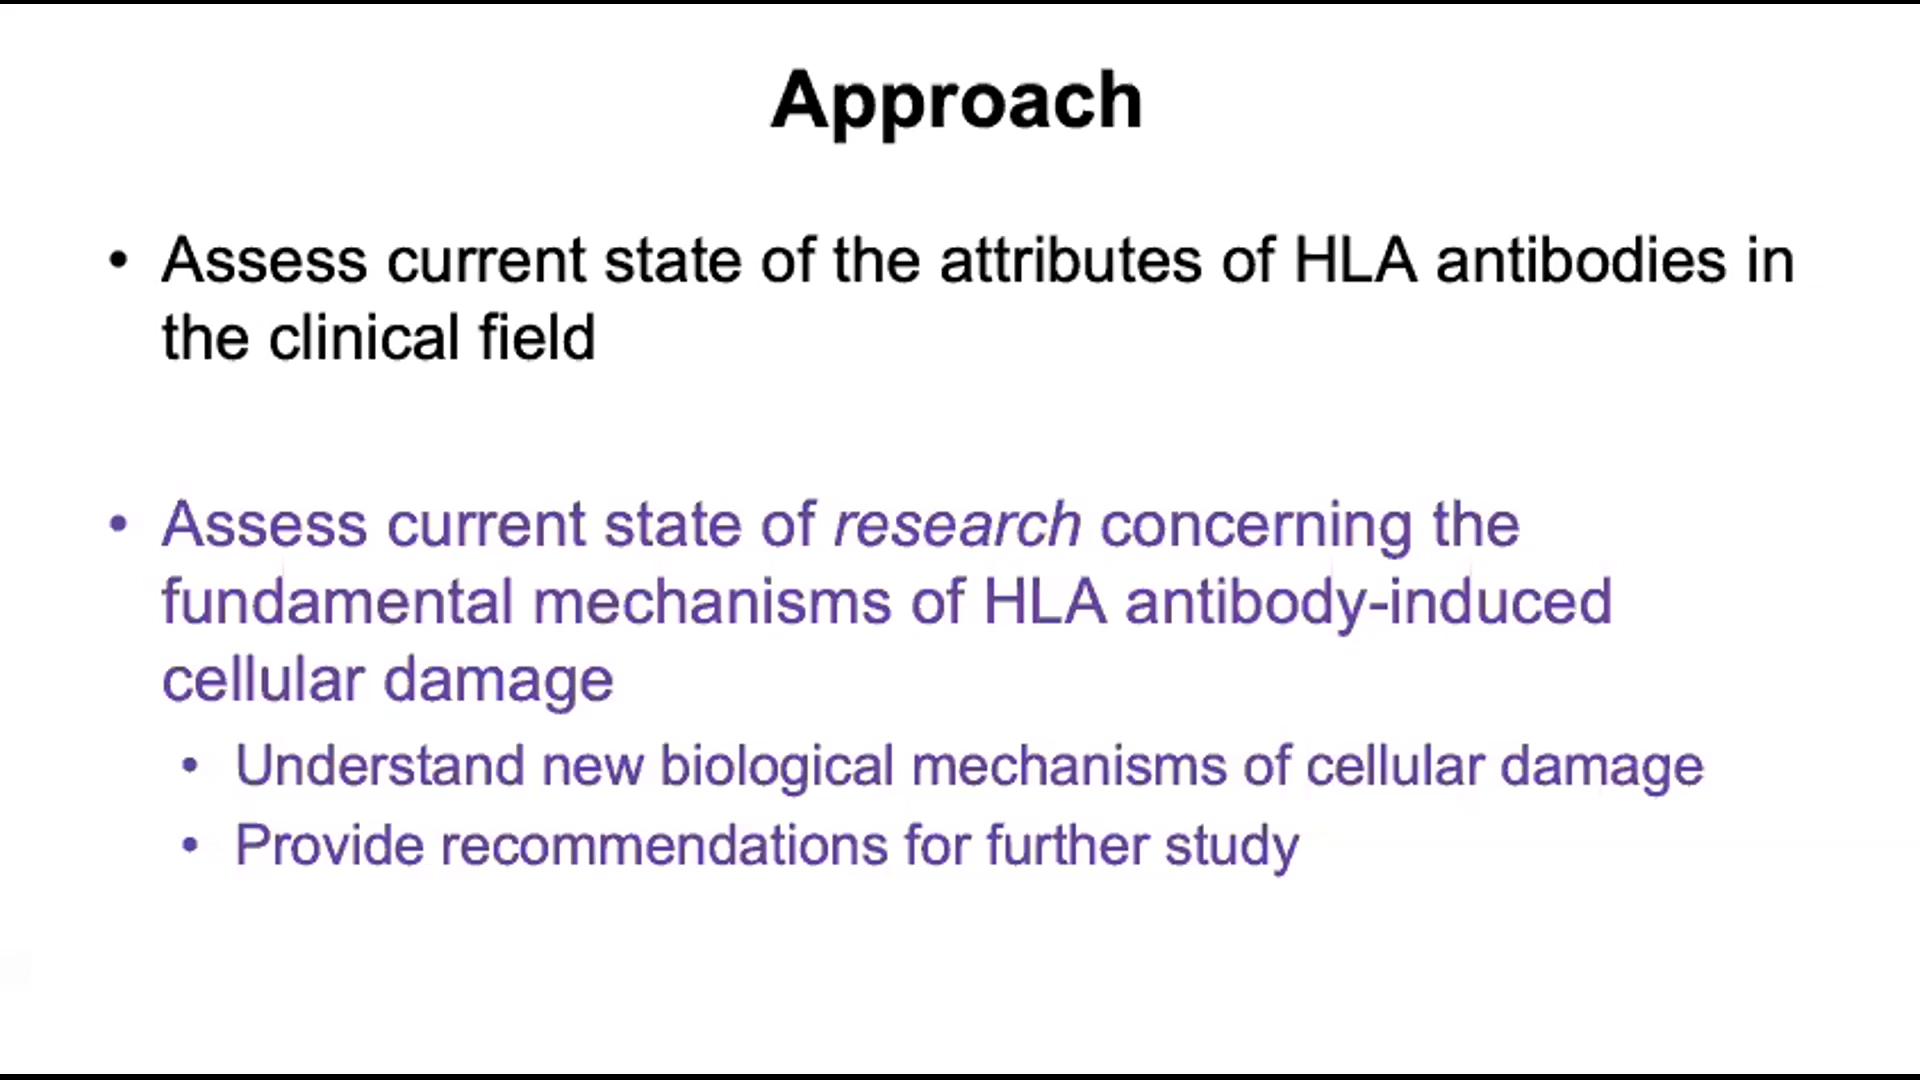 Approach
• Assess current state of the attributes of HLA antibodies in
the clinical field
• Assess current state of research concerning the
fundamental mechanisms of HLA antibody-induced
cellular damage
• Understand new biological mechanisms of cellular damage
• Provide recommendations for further study